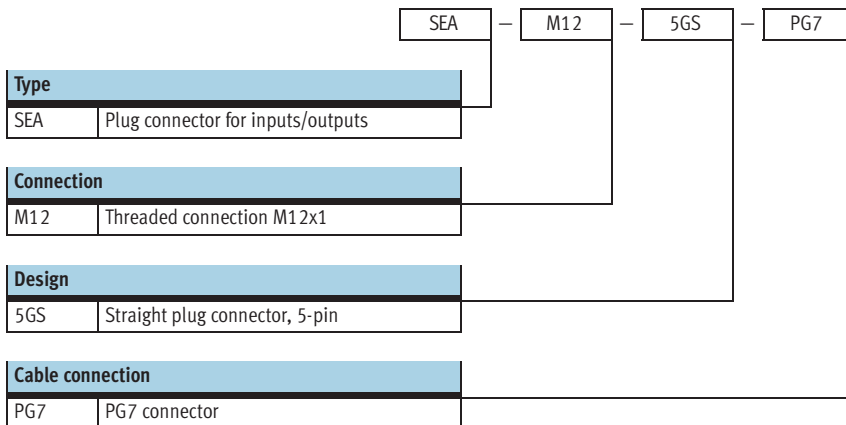 SEA – M12 – 5GS – PG7
Type
SEA Plug connector for inputs/outputs
Connection
M12 Threaded connection M12x1
Design
5GS Straight plug connector, 5-pin
Cable connection
PG7 PG7 connector